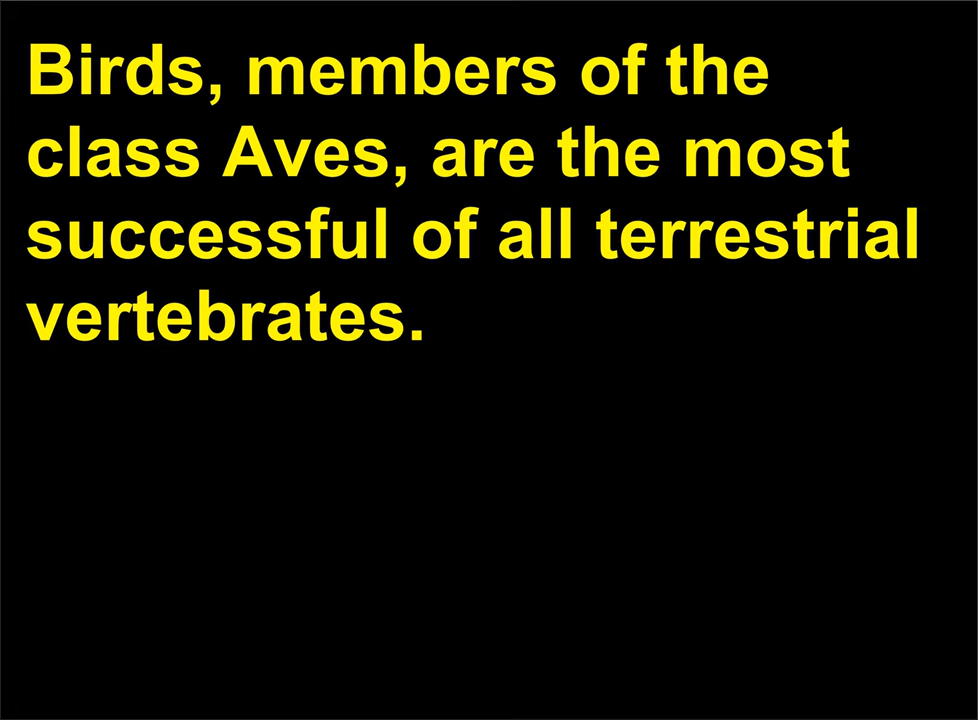 Birds, members of the
class Aves, are the most
successful of all terrestrial
vertebrates.